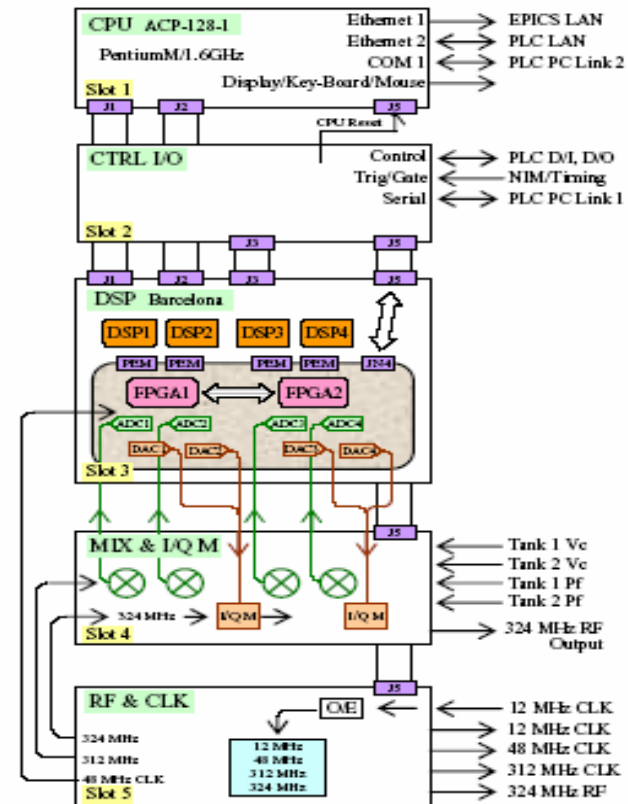 CPU ACP-128-1
PentiumM/1.6GHz
Ethernet 1
Ethernet 2
COM 1
Display/Key-Board/Mouse
EPICS LAN
PLC LAN
PLC PC Link 2
Slot 1
J1
J2
J5
CPU Reset
CTRL I/O
Control
Trig/Gate
Serial
PLC D/I, D/O
NIM/Timing
PLC PC Link 1
Slot 2
J3
J5
J1
J2
J3
J5
DSP Barcelona
DSP1
DSP2
DSP3
DSP4
PEM
PEM
PEM
PEM
JN4
FPGA1
FPGA2
ADC1
ADC2
ADC3
ADC4
DAC
DAC2
DAC3
DAC4
Slot 3
J5
MIX & I/Q M
Tank 1 Vc
Tank 2 Vc
Tank 1 Pf
Tank 2 Pf
324 MHz
I/Q M
I/Q M
324 MHz RF
Output
Slot 4
J5
RF & CLK
O/E
12 MHz CLK
12 MHz CLK
48 MHz CLK
312 MHz CLK
324 MHz RF
12 MHz
48 MHz
312 MHz
324 MHz
324 MHz
312 MHz
48 MHz CLK
Slot 5